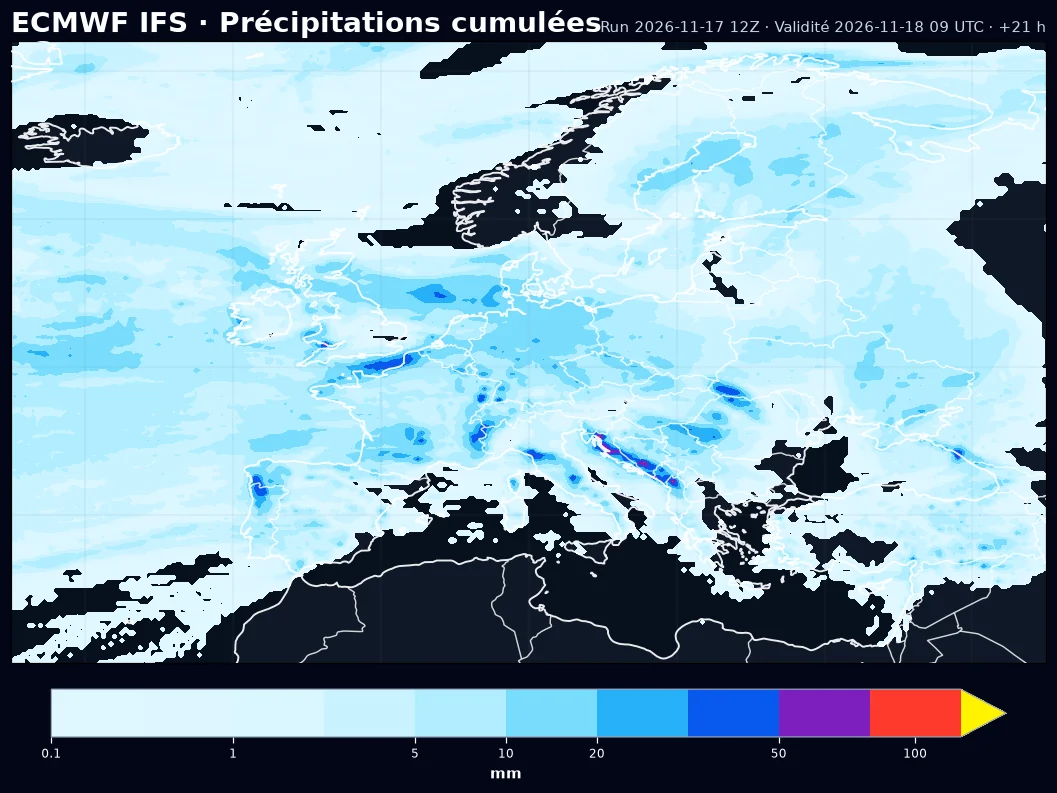 ECMWF IFS · Précipitations cumulées
Run 2026-11-17 12Z · Validité 2026-11-18 09 UTC · +21 h
0.1 1 5 10 20 50 100
mm